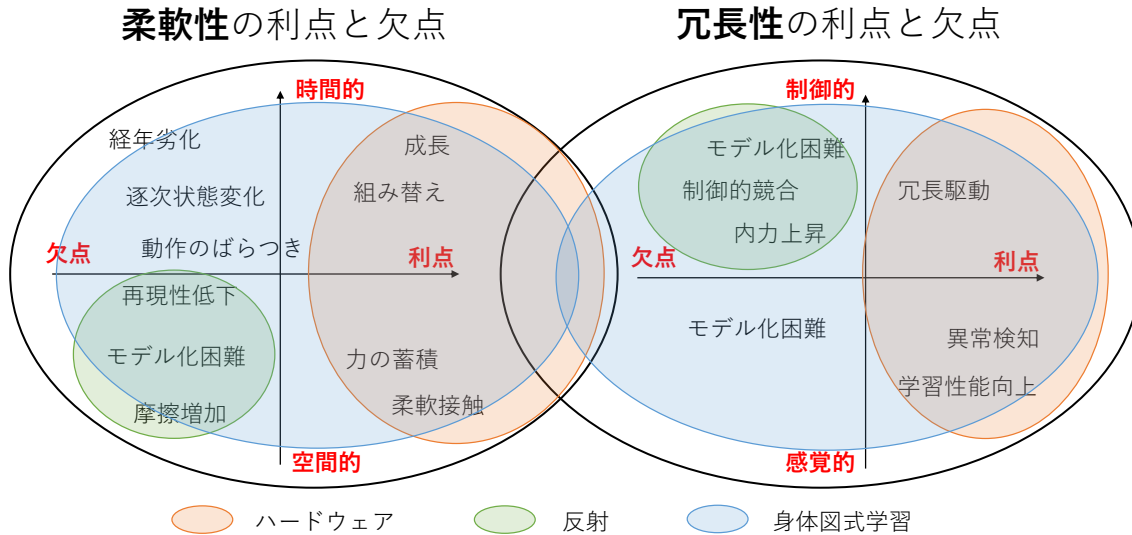 柔軟性の利点と欠点
時間的
経年劣化
成長
逐次状態変化
組み替え
動作のばらつき
欠点
利点
再現性低下
モデル化困難
力の蓄積
摩擦増加
柔軟接触
空間的
冗長性の利点と欠点
制御的
モデル化困難
制御的競合
冗長駆動
内力上昇
欠点
利点
モデル化困難
異常検知
学習性能向上
感覚的
ハードウェア
反射
身体図式学習